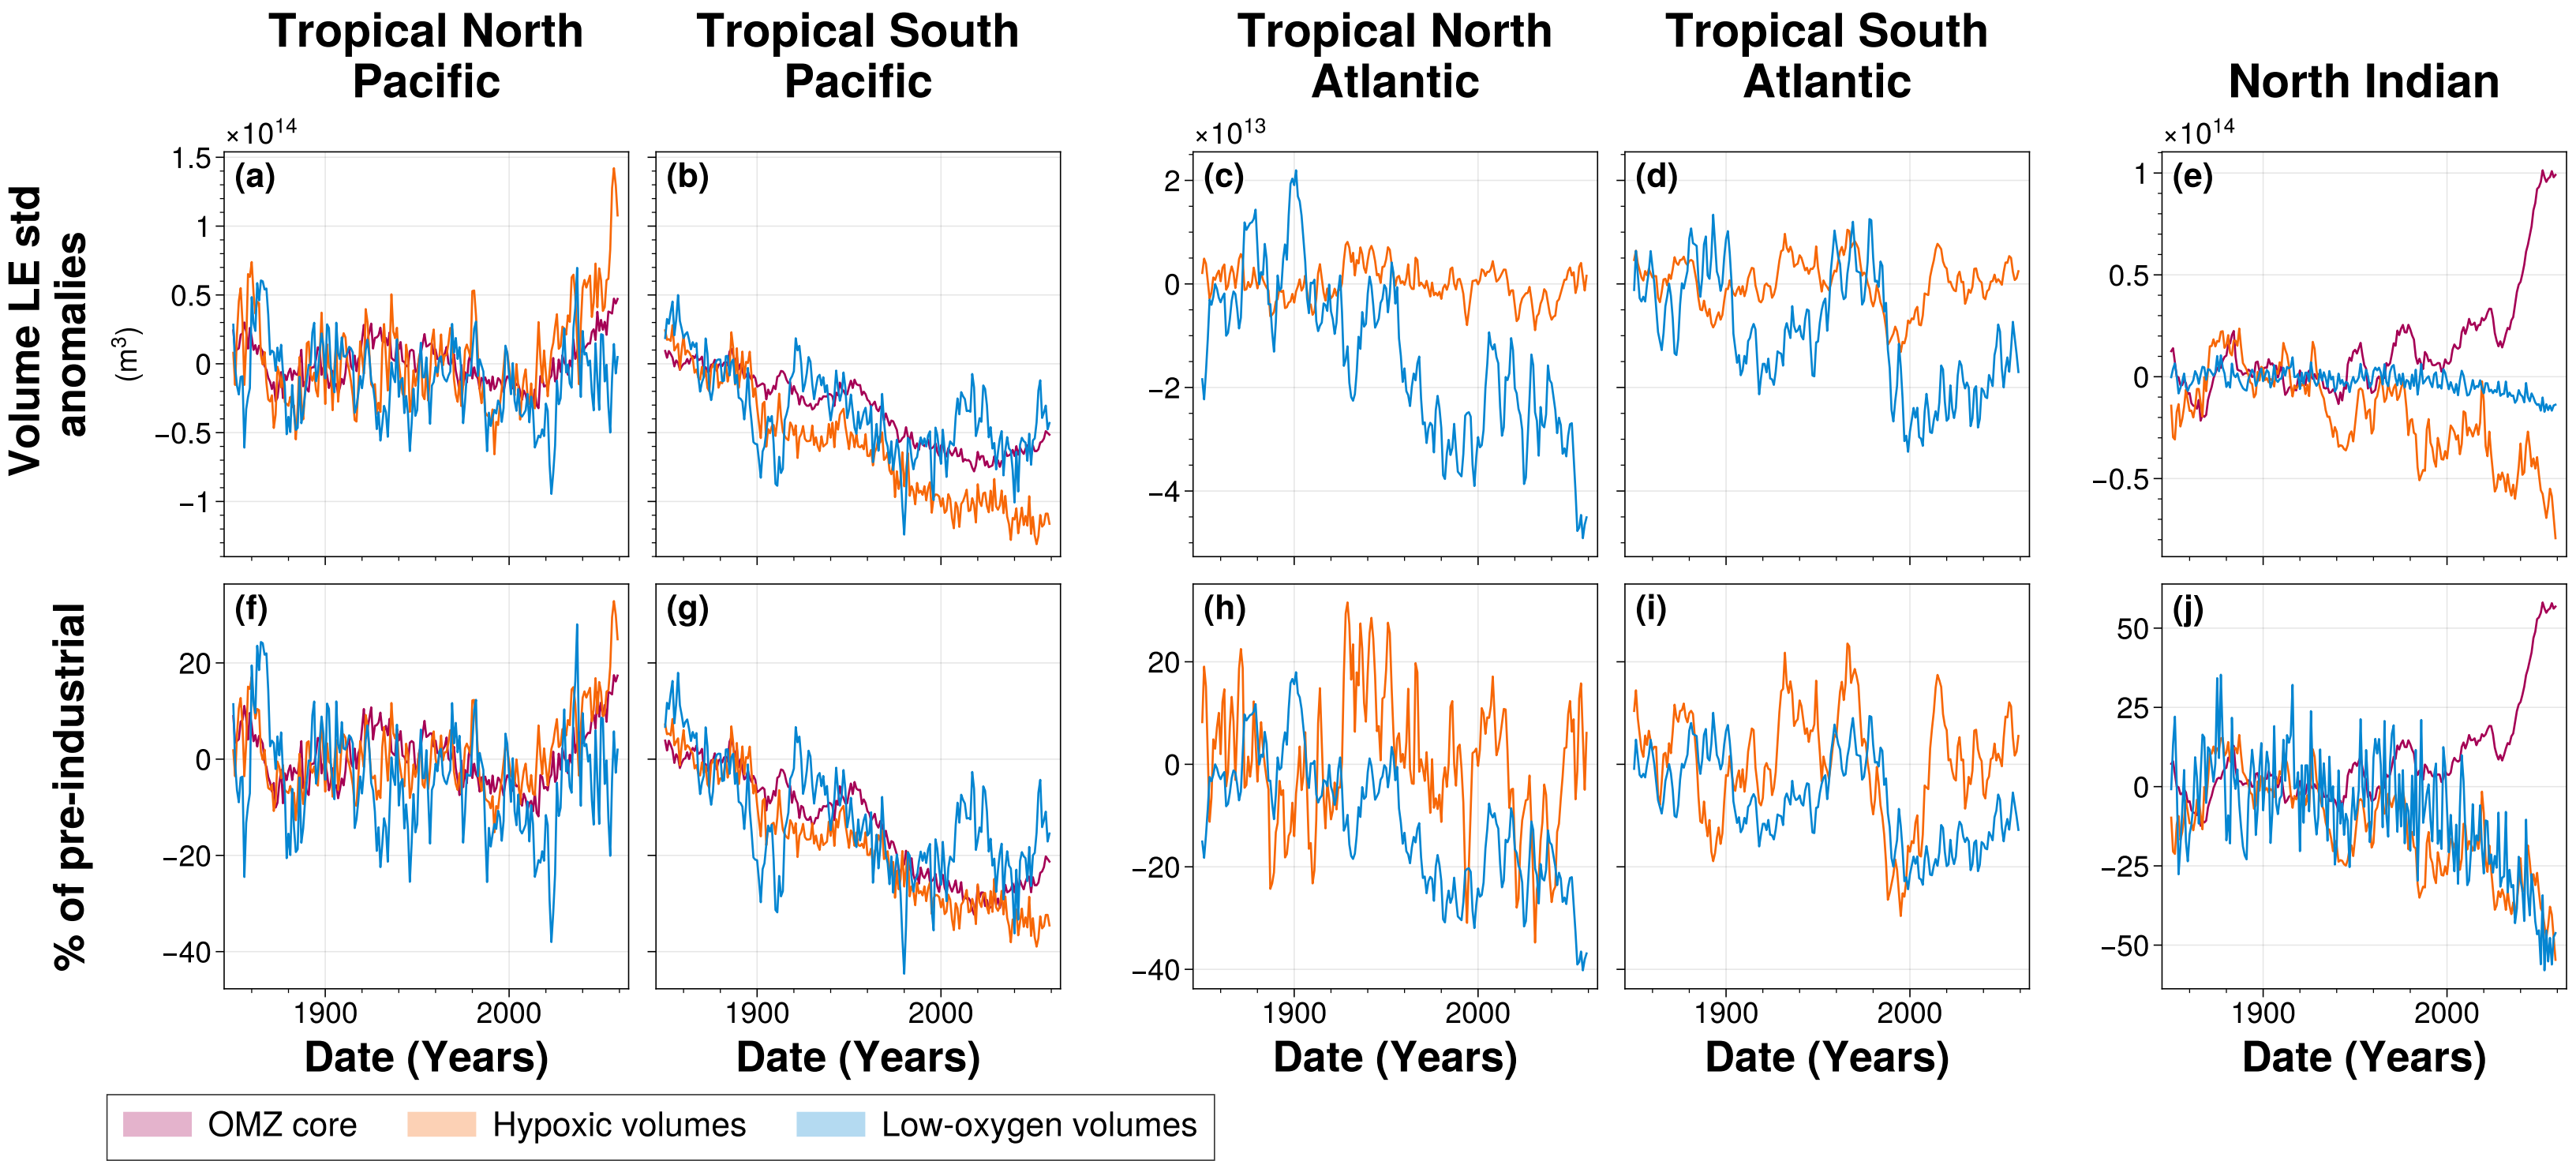 Tropical North
Pacific
Tropical South
Pacific
Tropical North
Atlantic
Tropical South
Atlantic
North Indian
Volume LE std
anomalies
(m³)
×10¹⁴
1.5
1
0.5
0
−0.5
−1
(a)
(b)
×10¹³
2
0
−2
−4
(c)
(d)
×10¹⁴
1
0.5
0
−0.5
(e)
% of pre-industrial
20
0
−20
−40
(f)
(g)
20
0
−20
−40
(h)
(i)
50
25
0
−25
−50
(j)
1900 2000
1900 2000
1900 2000
1900 2000
1900 2000
Date (Years)
Date (Years)
Date (Years)
Date (Years)
Date (Years)
OMZ core
Hypoxic volumes
Low-oxygen volumes